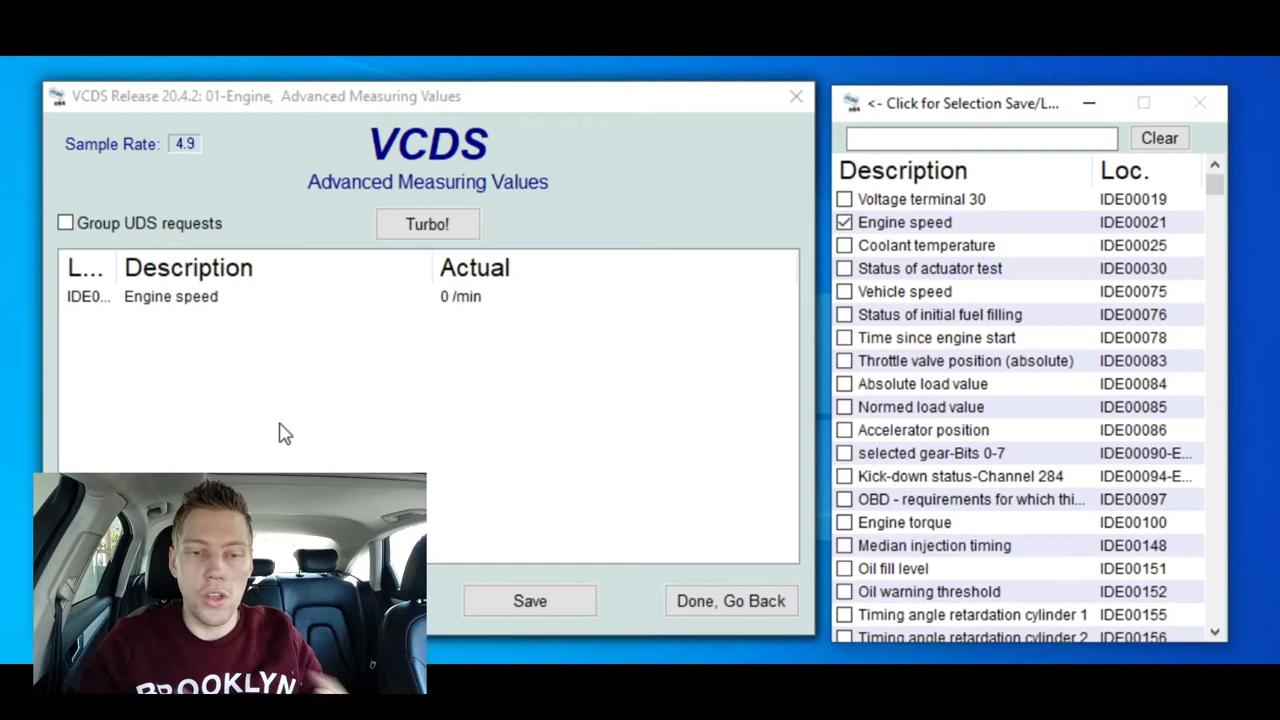 VCDS Release 20.4.2: 01-Engine, Advanced Measuring Values
Sample Rate: 4.9
VCDS
Advanced Measuring Values
Group UDS requests
Turbo!
L... Description Actual
IDE0... Engine speed 0 /min
Save
Done, Go Back
<- Click for Selection Save/L...
Clear
Description Loc.
Voltage terminal 30 IDE00019
Engine speed IDE00021
Coolant temperature IDE00025
Status of actuator test IDE00030
Vehicle speed IDE00075
Status of initial fuel filling IDE00076
Time since engine start IDE00078
Throttle valve position (absolute) IDE00083
Absolute load value IDE00084
Normed load value IDE00085
Accelerator position IDE00086
selected gear-Bits 0-7 IDE00090-E...
Kick-down status-Channel 284 IDE00094-E...
OBD - requirements for which thi... IDE00097
Engine torque IDE00100
Median injection timing IDE00148
Oil fill level IDE00151
Oil warning threshold IDE00152
Timing angle retardation cylinder 1 IDE00155
Timing angle retardation cylinder 2 IDE00156
BROOKLYN